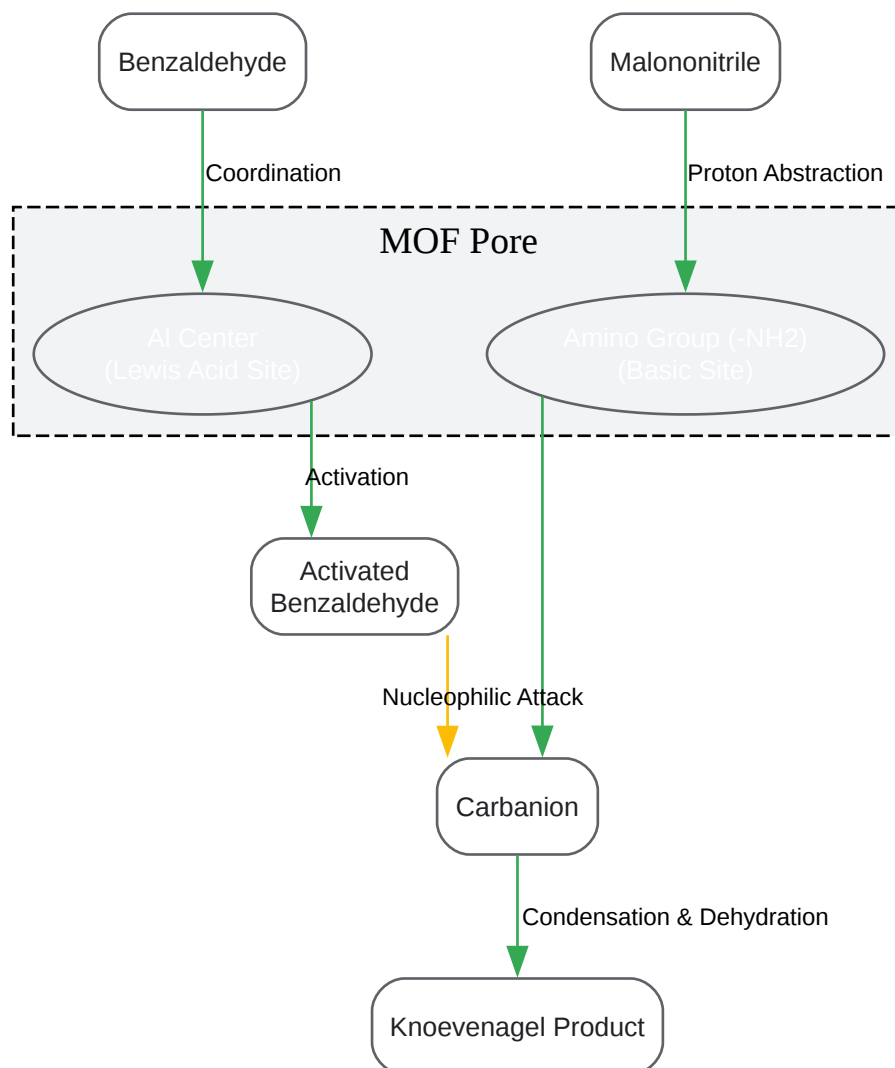 Benzaldehyde
Malononitrile
Coordination
Proton Abstraction
MOF Pore
Al Center
(Lewis Acid Site)
Amino Group (-NH2)
(Basic Site)
Activation
Activated
Benzaldehyde
Nucleophilic Attack
Carbanion
Condensation & Dehydration
Knoevenagel Product